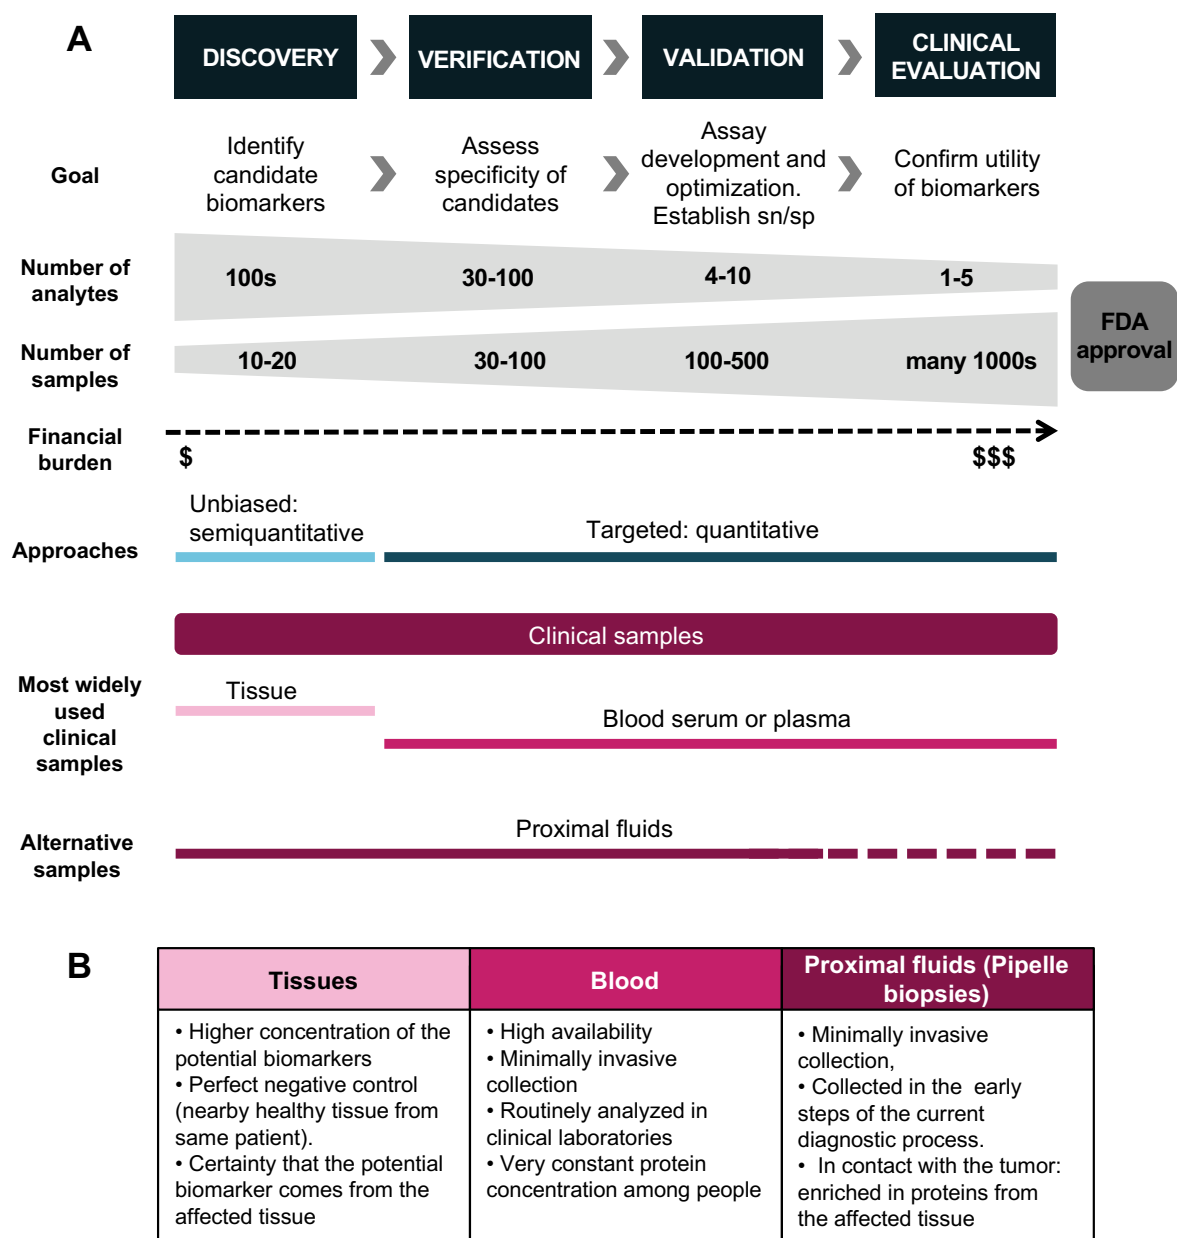 A
DISCOVERY
VERIFICATION
VALIDATION
CLINICAL
EVALUATION
Goal
Identify
candidate
biomarkers
Assess
specificity of
candidates
Assay
development and
optimization.
Establish sn/sp
Confirm utility
of biomarkers
Number of
analytes
100s
30-100
4-10
1-5
Number of
samples
10-20
30-100
100-500
many 1000s
FDA
approval
Financial
burden
$
$$$
Approaches
Unbiased:
semiquantitative
Targeted: quantitative
Clinical samples
Most widely
used
clinical
samples
Tissue
Blood serum or plasma
Alternative
samples
Proximal fluids
B
Tissues
• Higher concentration of the
potential biomarkers
• Perfect negative control
(nearby healthy tissue from
same patient).
• Certainty that the potential
biomarker comes from the
affected tissue
Blood
• High availability
• Minimally invasive
collection
• Routinely analyzed in
clinical laboratories
• Very constant protein
concentration among people
Proximal fluids (Pipelle
biopsies)
• Minimally invasive
collection,
• Collected in the early
steps of the current
diagnostic process.
• In contact with the tumor:
enriched in proteins from
the affected tissue